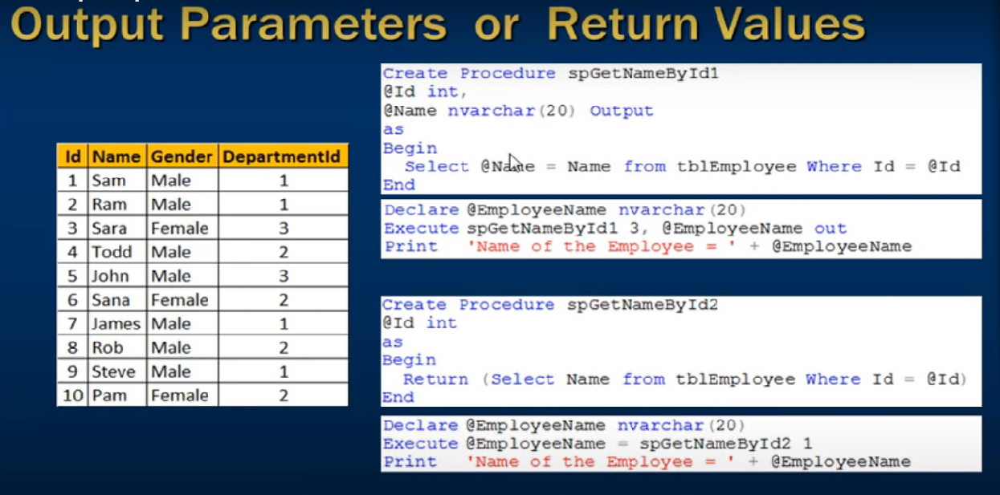 Output Parameters or Return Values
Create Procedure spGetNameById1
@Id int,
@Name nvarchar(20) Output
as
Begin
Select @Name = Name from tblEmployee Where Id = @Id
End
Declare @EmployeeName nvarchar(20)
Execute spGetNameById1 3, @EmployeeName out
Print 'Name of the Employee = ' + @EmployeeName
Id Name Gender DepartmentId
1 Sam Male 1
2 Ram Male 1
3 Sara Female 3
4 Todd Male 2
5 John Male 3
6 Sana Female 2
7 James Male 1
8 Rob Male 2
9 Steve Male 1
10 Pam Female 2
Create Procedure spGetNameById2
@Id int
as
Begin
Return (Select Name from tblEmployee Where Id = @Id)
End
Declare @EmployeeName nvarchar(20)
Execute @EmployeeName = spGetNameById2 1
Print 'Name of the Employee = ' + @EmployeeName